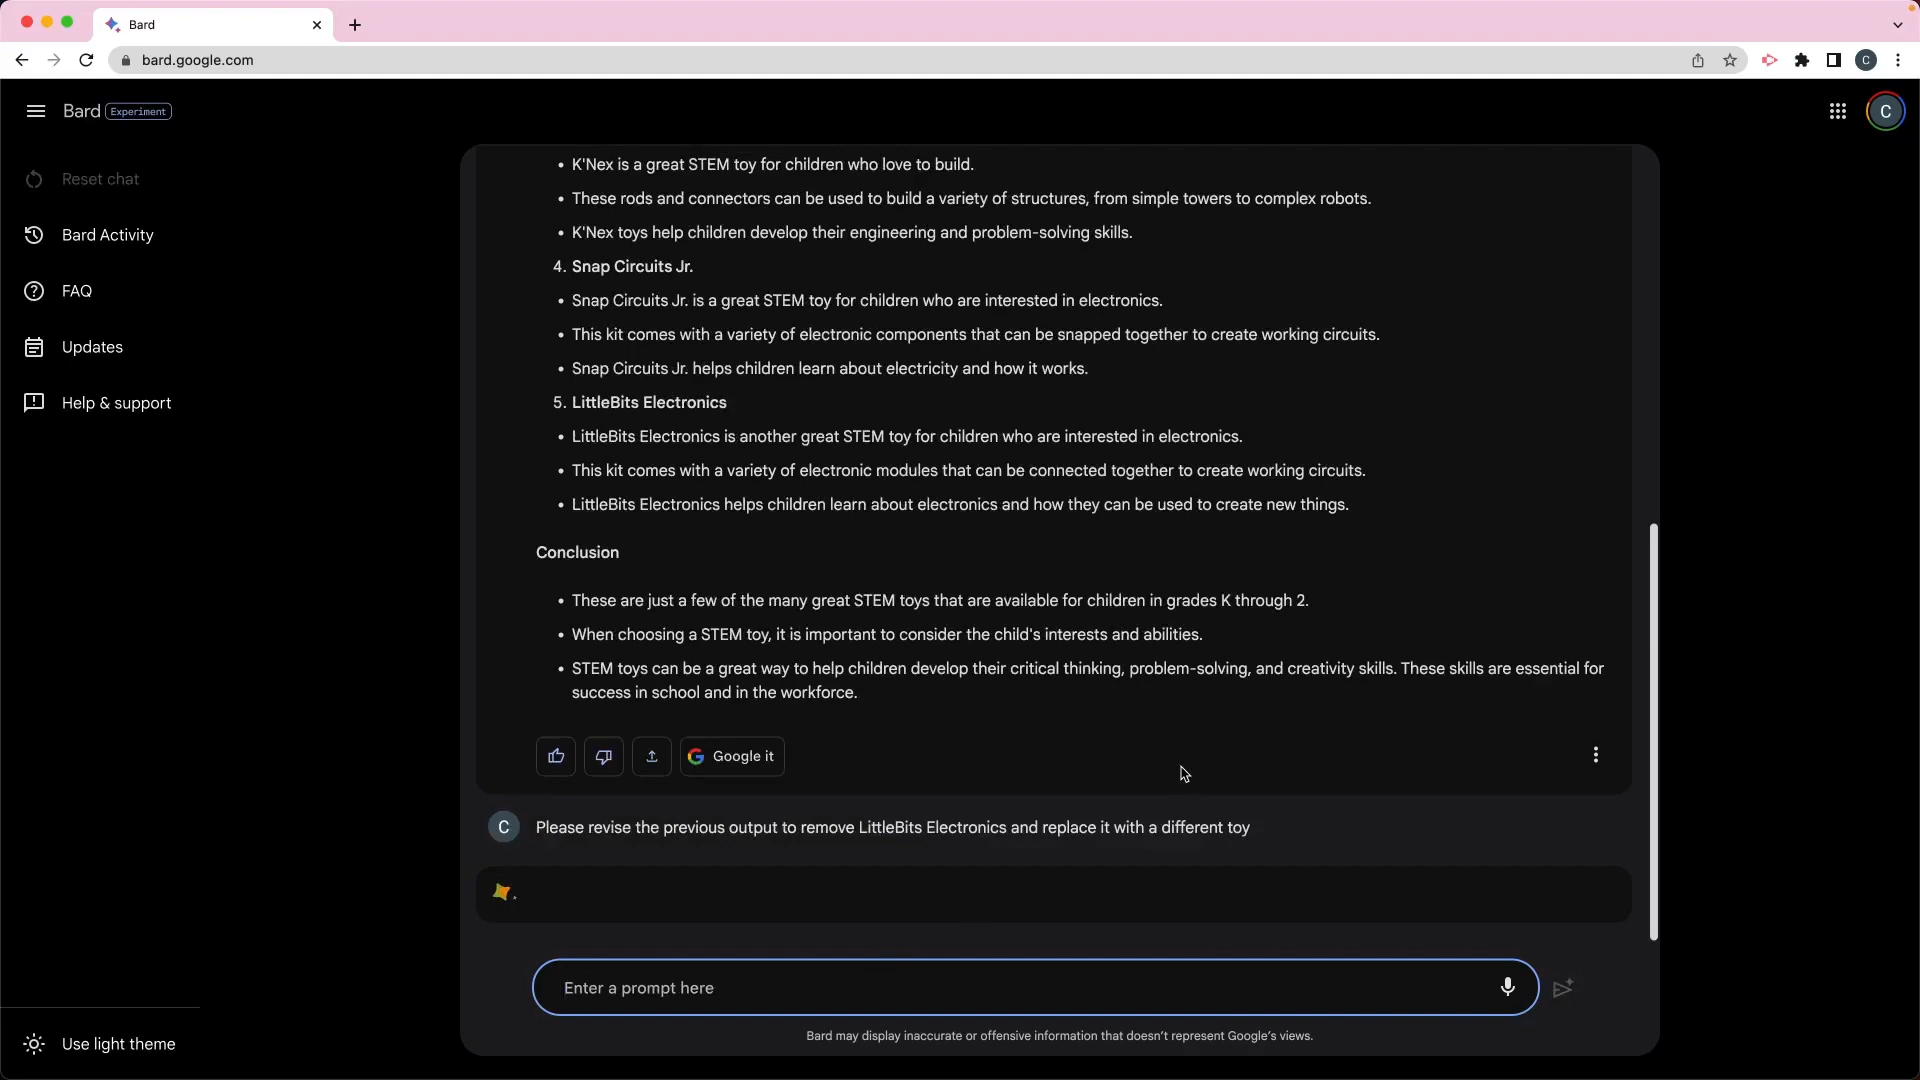 Bard
bard.google.com
C
Bard Experiment
C
Reset chat
Bard Activity
FAQ
Updates
Help & support
• K'Nex is a great STEM toy for children who love to build.
• These rods and connectors can be used to build a variety of structures, from simple towers to complex robots.
• K'Nex toys help children develop their engineering and problem-solving skills.
4. Snap Circuits Jr.
• Snap Circuits Jr. is a great STEM toy for children who are interested in electronics.
• This kit comes with a variety of electronic components that can be snapped together to create working circuits.
• Snap Circuits Jr. helps children learn about electricity and how it works.
5. LittleBits Electronics
• LittleBits Electronics is another great STEM toy for children who are interested in electronics.
• This kit comes with a variety of electronic modules that can be connected together to create working circuits.
• LittleBits Electronics helps children learn about electronics and how they can be used to create new things.
Conclusion
• These are just a few of the many great STEM toys that are available for children in grades K through 2.
• When choosing a STEM toy, it is important to consider the child's interests and abilities.
• STEM toys can be a great way to help children develop their critical thinking, problem-solving, and creativity skills. These skills are essential for
success in school and in the workforce.
G Google it
C Please revise the previous output to remove LittleBits Electronics and replace it with a different toy
Enter a prompt here
Bard may display inaccurate or offensive information that doesn't represent Google's views.
Use light theme